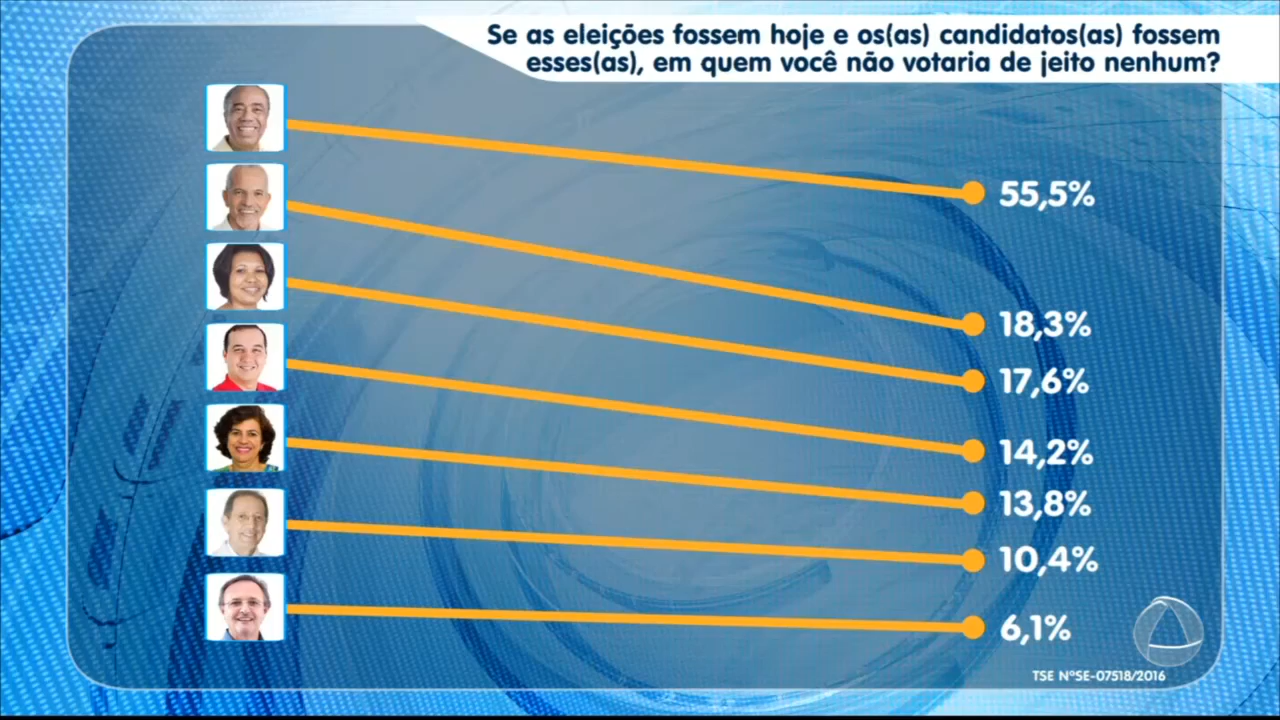 Se as eleições fossem hoje e os(as) candidatos(as) fossem
esses(as), em quem você não votaria de jeito nenhum?
55,5%
18,3%
17,6%
14,2%
13,8%
10,4%
6,1%
TSE NºSE-07518/2016